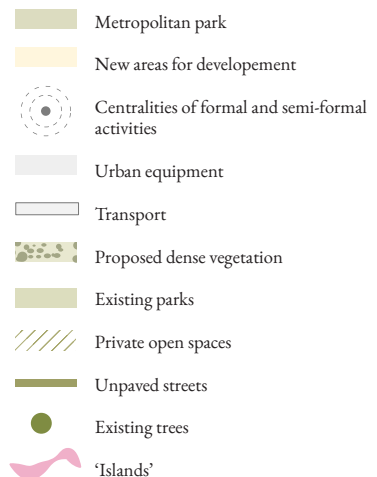 Metropolitan park
New areas for developement
Centralities of formal and semi-formal
activities
Urban equipment
Transport
Proposed dense vegetation
Existing parks
Private open spaces
Unpaved streets
Existing trees
‘Islands’